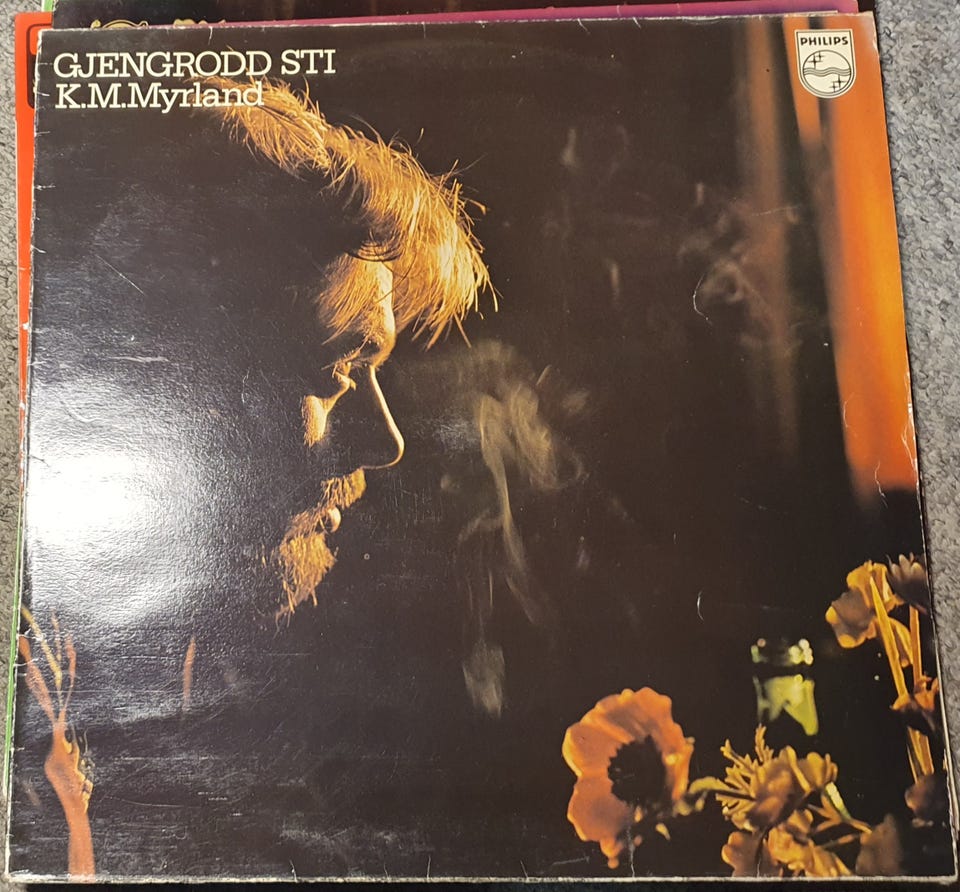 GJENGRODD STI
K.M.Myrland
PHILIPS